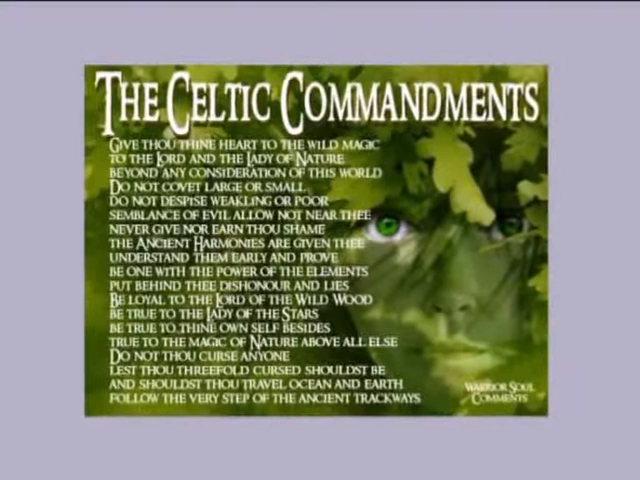 THE CELTIC COMMANDMENTS
GIVE THOU THINE HEART TO THE WILD MAGIC
TO THE LORD AND THE LADY OF NATURE
BEYOND ANY CONSIDERATION OF THIS WORLD
DO NOT COVET LARGE OR SMALL
DO NOT DESPISE WEAKLING OR POOR
SEMBLANCE OF EVIL ALLOW NOT NEAR THEE
NEVER GIVE NOR EARN THOU SHAME
THE ANCIENT HARMONIES ARE GIVEN THEE
UNDERSTAND THEM EARLY AND PROVE
BE ONE WITH THE POWER OF THE ELEMENTS
PUT BEHIND THEE DISHONOUR AND LIES
BE LOYAL TO THE LORD OF THE WILD WOOD
BE TRUE TO THE LADY OF THE STARS
BE TRUE TO THINE OWN SELF BESIDES
TRUE TO THE MAGIC OF NATURE ABOVE ALL ELSE
DO NOT THOU CURSE ANYONE
LEST THOU THREEFOLD CURSED SHOULDST BE
AND SHOULDST THOU TRAVEL OCEAN AND EARTH
FOLLOW THE VERY STEP OF THE ANCIENT TRACKWAYS
WARRIOR SOUL
COMMENTS